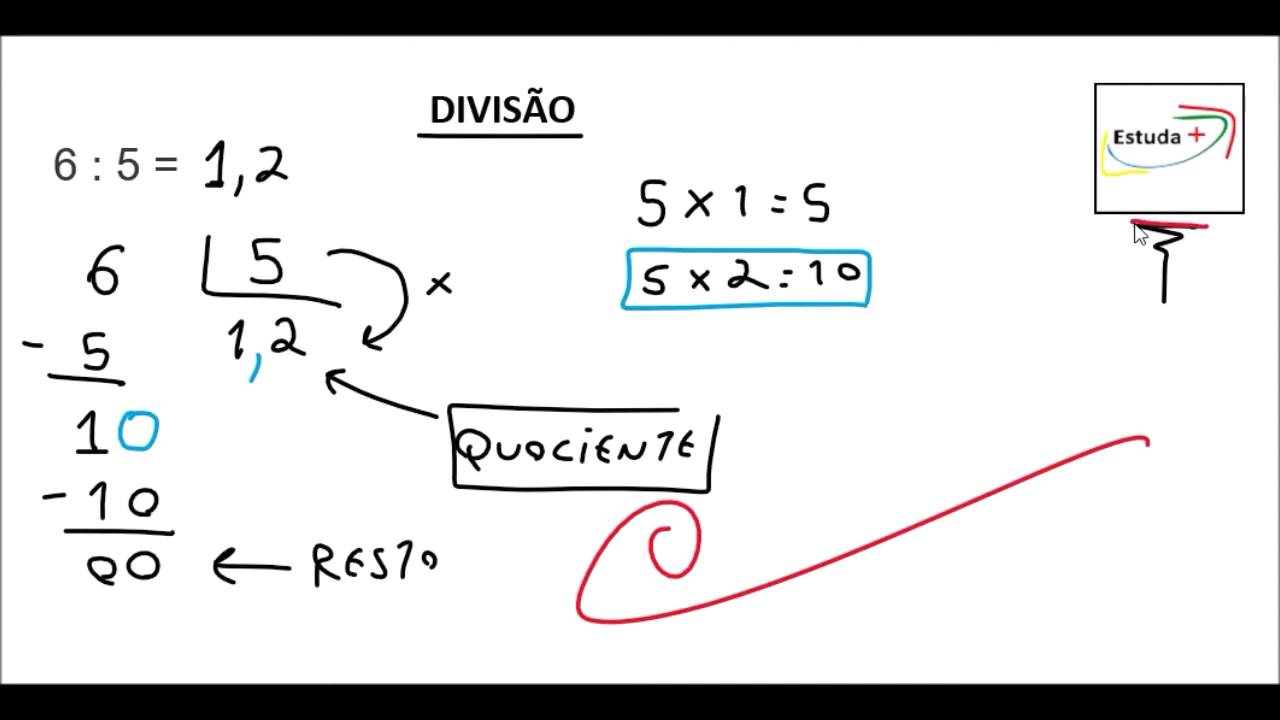 DIVISÃO
Estuda +
6 : 5 = 1,2
5 x 1 = 5
5 x 2 = 10
6 5
x
- 5
1,2
10
QUOCIENTE
- 10
00
RESTO